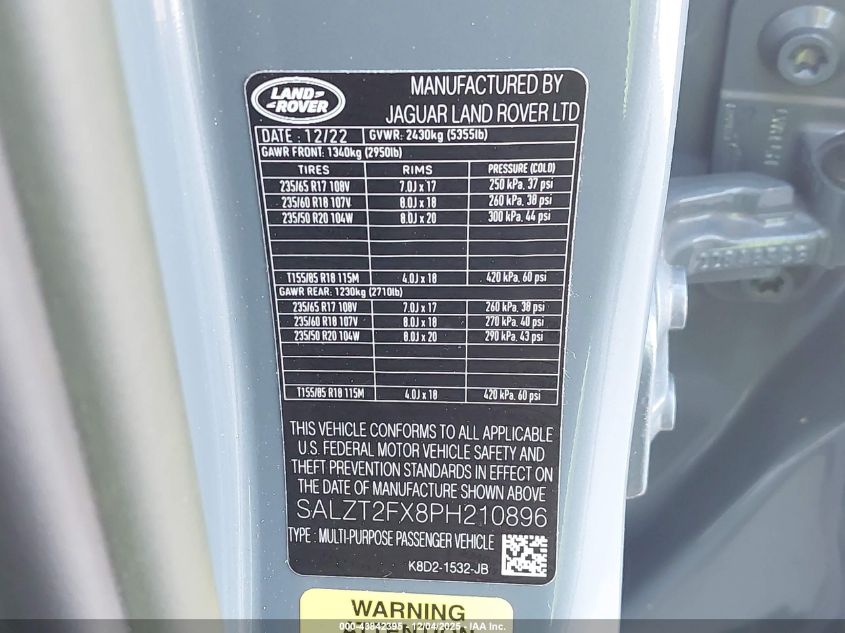 LAND
ROVER
MANUFACTURED BY
JAGUAR LAND ROVER LTD
DATE: 12/22 GVWR: 2430kg (5355lb)
GAWR FRONT: 1340kg (2950lb)
TIRES RIMS PRESSURE (COLD)
235/65 R17 108V 7.0J x 17 250 kPa, 37 psi
235/60 R18 107V 8.0J x 18 260 kPa, 38 psi
235/50 R20 104W 8.0J x 20 300 kPa, 44 psi
T155/85 R18 115M 4.0J x 18 420 kPa, 60 psi
GAWR REAR: 1230kg (2710lb)
235/65 R17 108V 7.0J x 17 260 kPa, 38 psi
235/60 R18 107V 8.0J x 18 270 kPa, 40 psi
235/50 R20 104W 8.0J x 20 290 kPa, 43 psi
T155/85 R18 115M 4.0J x 18 420 kPa, 60 psi
THIS VEHICLE CONFORMS TO ALL APPLICABLE
U.S. FEDERAL MOTOR VEHICLE SAFETY AND
THEFT PREVENTION STANDARDS IN EFFECT ON
THE DATE OF MANUFACTURE SHOWN ABOVE
SALZT2FX8PH210896
TYPE: MULTI-PURPOSE PASSENGER VEHICLE
K8D2-1532-JB
WARNING
ATTENTION
00-43842395 - 12/04/2025 - IAA Inc.